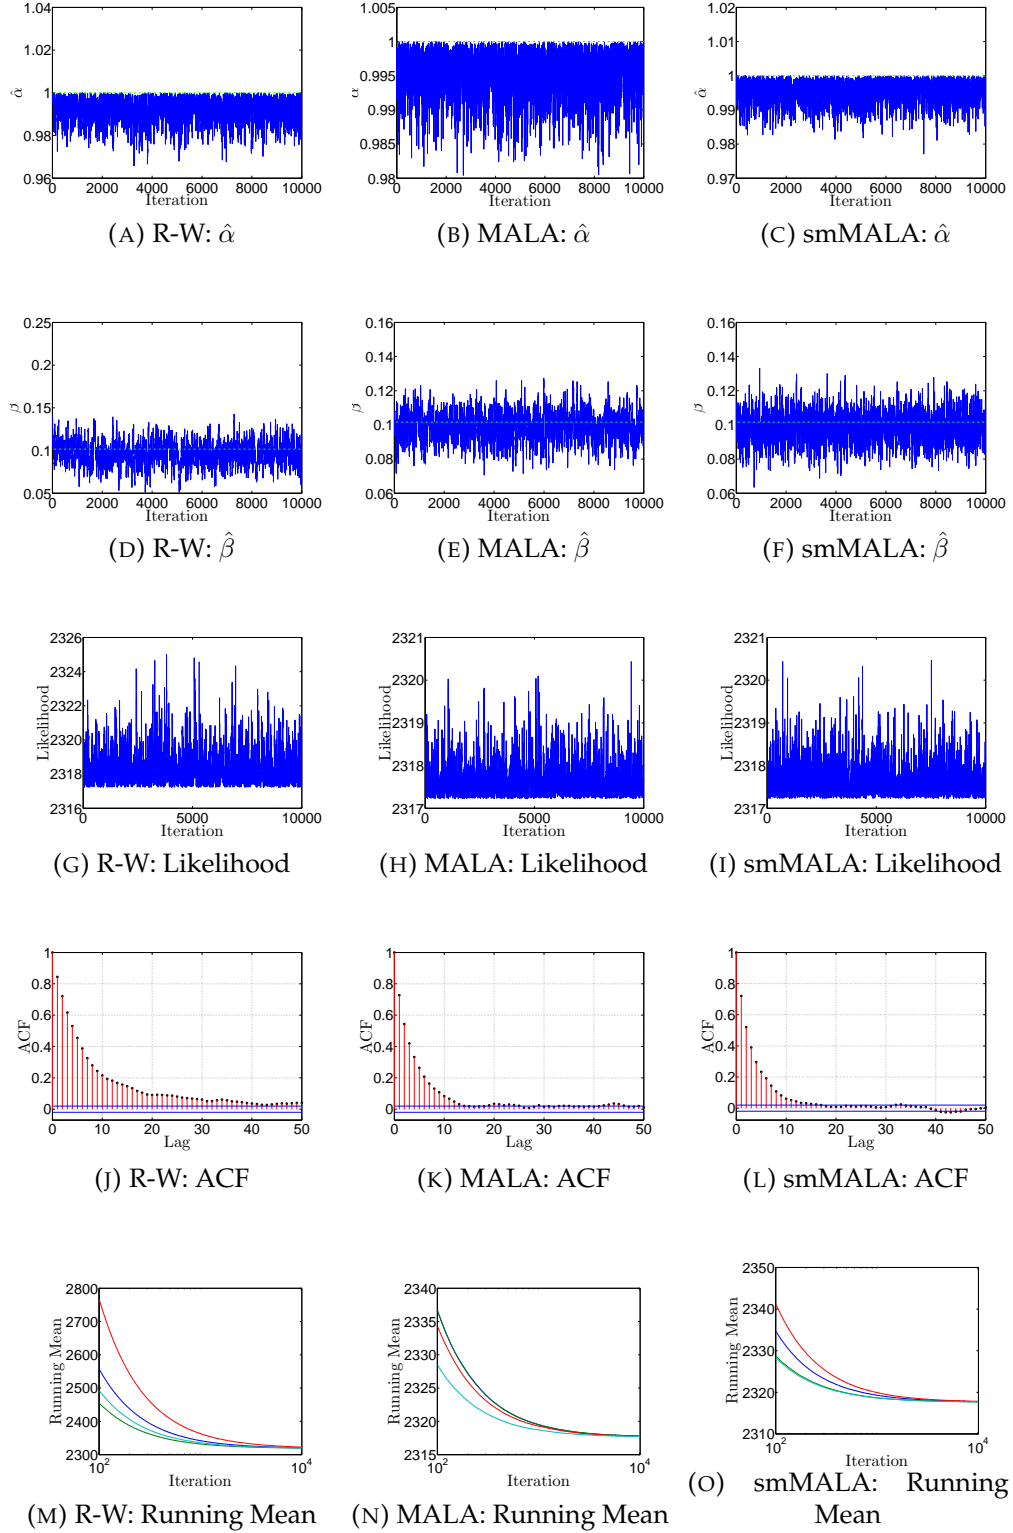 1.04
1.02
1
0.98
0.96
α̂
0 2000 4000 6000 8000 10000
Iteration
(A) R-W: α̂
1.005
1
0.995
0.99
0.985
0.98
α
0 2000 4000 6000 8000 10000
Iteration
(B) MALA: α̂
1.02
1.01
1
0.99
0.98
0.97
α̂
0 2000 4000 6000 8000 10000
Iteration
(C) smMALA: α̂
0.25
0.2
0.15
0.1
0.05
β
0 2000 4000 6000 8000 10000
Iteration
(D) R-W: β̂
0.16
0.14
0.12
0.1
0.08
0.06
β
0 2000 4000 6000 8000 10000
Iteration
(E) MALA: β̂
0.16
0.14
0.12
0.1
0.08
0.06
β
0 2000 4000 6000 8000 10000
Iteration
(F) smMALA: β̂
2326
2324
2322
2320
2318
2316
Likelihood
0 5000 10000
Iteration
(G) R-W: Likelihood
2321
2320
2319
2318
2317
Likelihood
0 5000 10000
Iteration
(H) MALA: Likelihood
2321
2320
2319
2318
2317
Likelihood
0 5000 10000
Iteration
(I) smMALA: Likelihood
1
0.8
0.6
0.4
0.2
0
ACF
0 10 20 30 40 50
Lag
(J) R-W: ACF
1
0.8
0.6
0.4
0.2
0
ACF
0 10 20 30 40 50
Lag
(K) MALA: ACF
1
0.8
0.6
0.4
0.2
0
ACF
0 10 20 30 40 50
Lag
(L) smMALA: ACF
2800
2700
2600
2500
2400
2300
Running Mean
10² 10⁴
Iteration
(M) R-W: Running Mean
2340
2335
2330
2325
2320
2315
Running Mean
10² 10⁴
Iteration
(N) MALA: Running Mean
2350
2340
2330
2320
2310
Running Mean
10² 10⁴
Iteration
(O) smMALA: Running
Mean